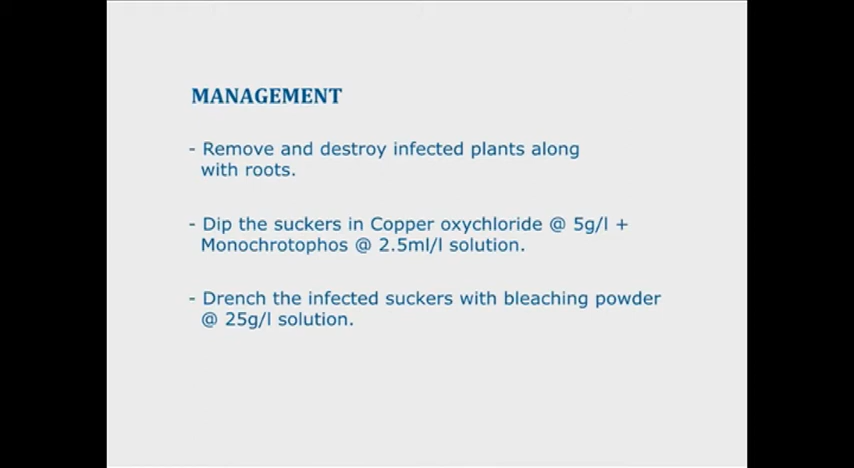 MANAGEMENT
- Remove and destroy infected plants along
with roots.
- Dip the suckers in Copper oxychloride @ 5g/l +
Monochrotophos @ 2.5ml/l solution.
- Drench the infected suckers with bleaching powder
@ 25g/l solution.